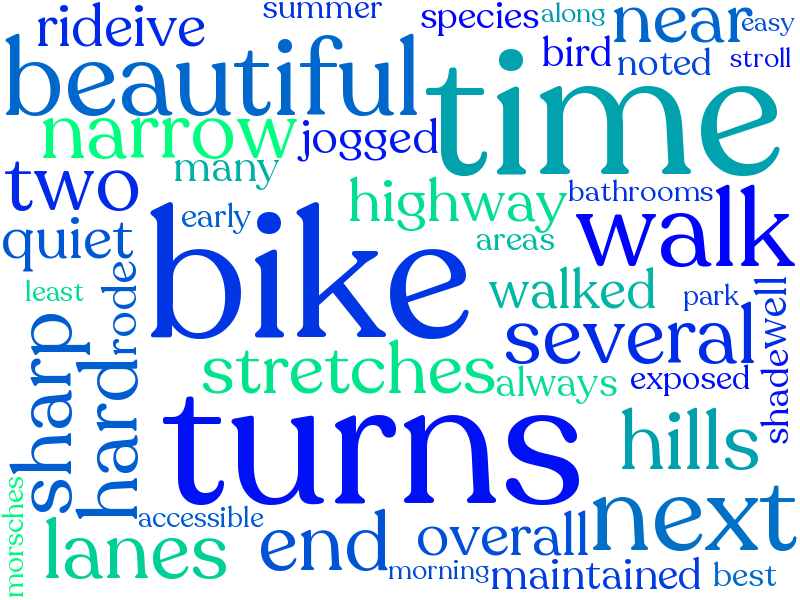 summer
species
along
near
easy
rideive
beautiful
bird
noted
stroll
time
narrow
jogged
many
two
highway
bathrooms
walk
early
quiet
areas
bike
least
rode
walked
park
well
shade
several
sharp
hard
stretches
always
exposed
turns
hills
morsches
accessible
lanes
end
overall
next
morning
maintained
best